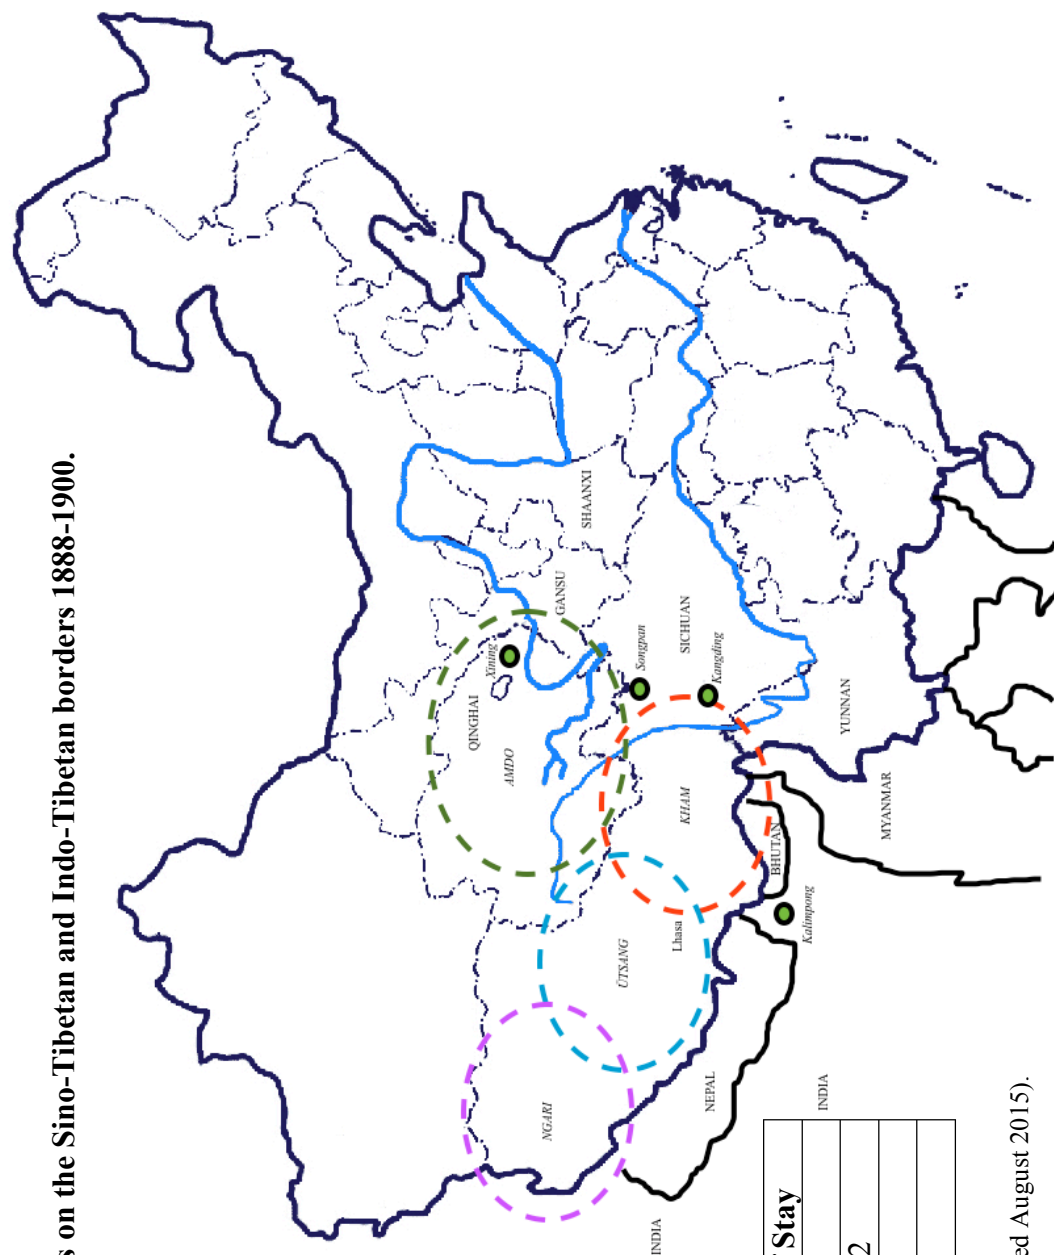 s on the Sino-Tibetan and Indo-Tibetan borders 1888-1900.
SHAANXI
GANSU
Xining
QINGHAI
AMDO
Songpan
SICHUAN
Kangding
YUNNAN
KHAM
MYANMAR
BHUTAN
Kalimpong
Lhasa
ÜTSANG
NGARI
NEPAL
INDIA
INDIA
Stay
2
ed August 2015).